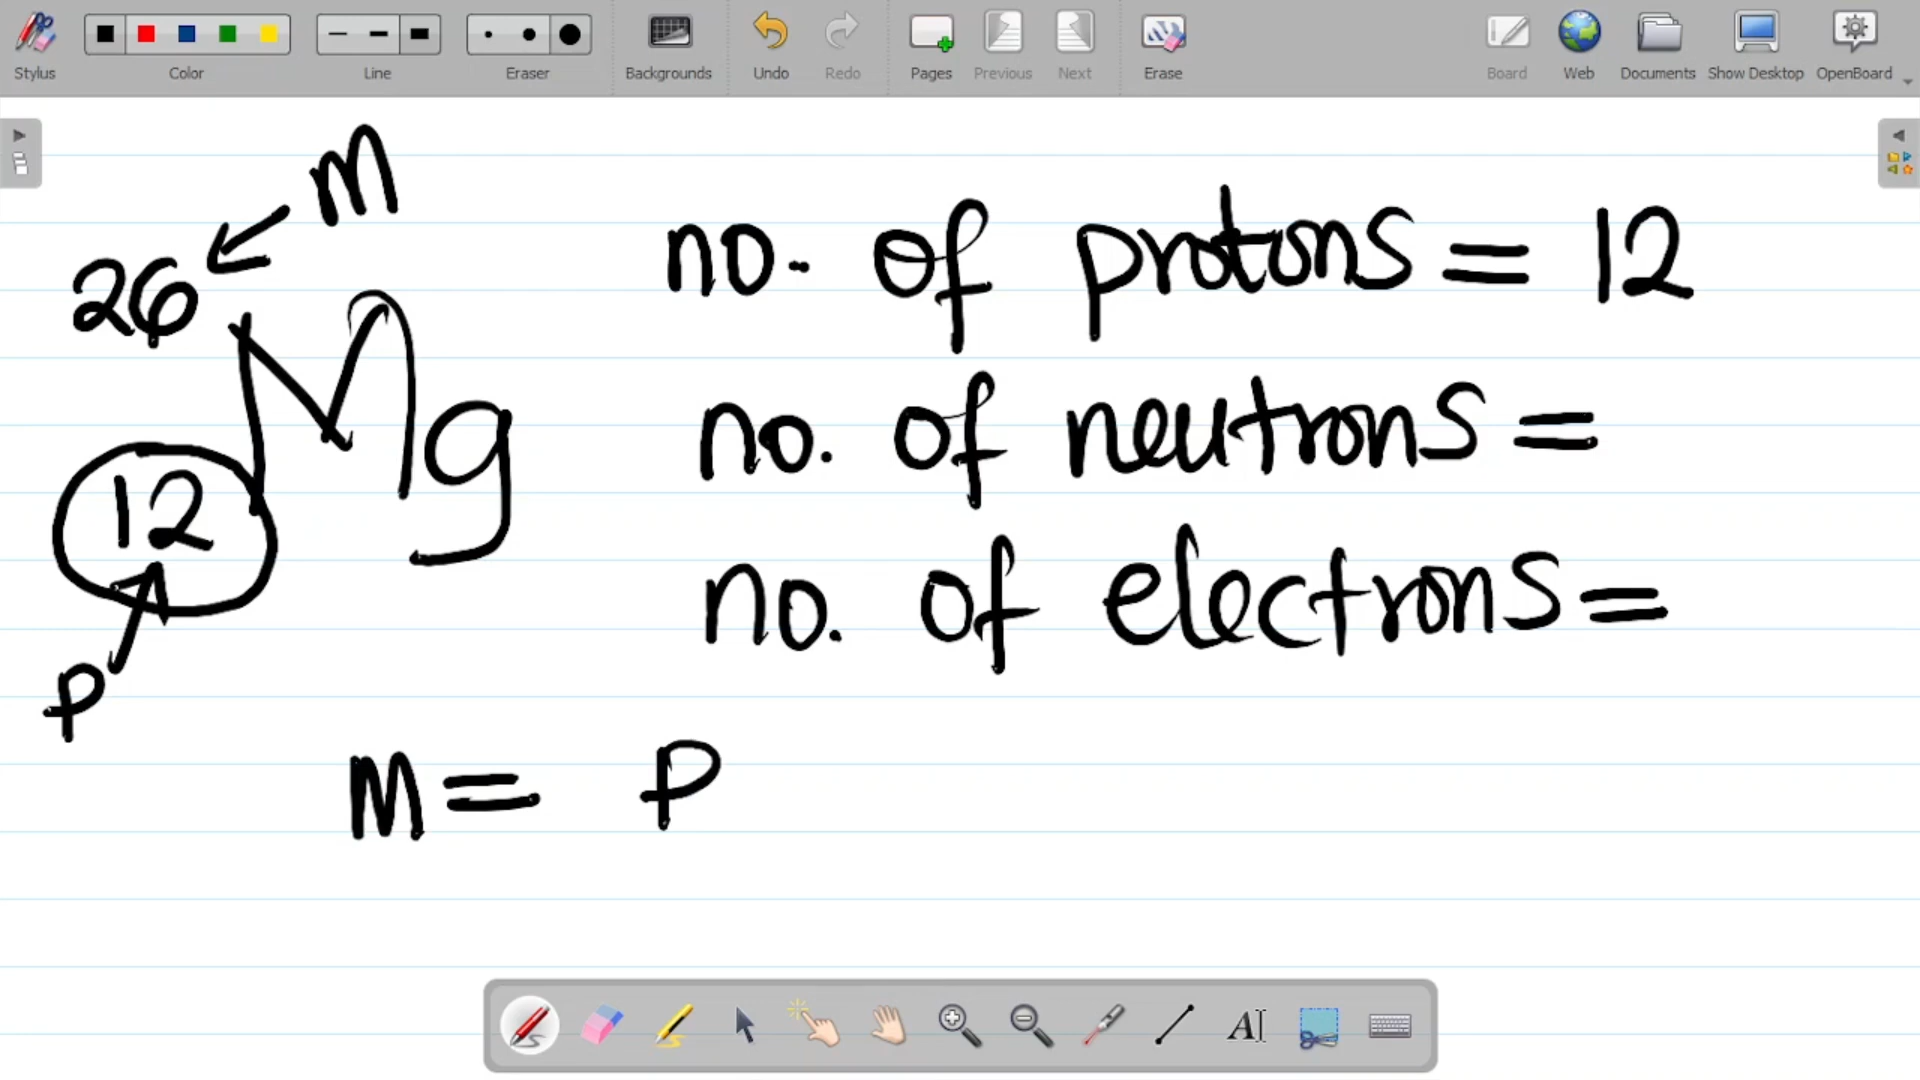 Stylus
Color
Line
Eraser
Backgrounds
Undo
Redo
Pages
Previous
Next
Erase
Board
Web
Documents
Show Desktop
OpenBoard
M
26
Mg
12
P
no. of protons = 12
no. of neutrons =
no. of electrons =
M = P
AI